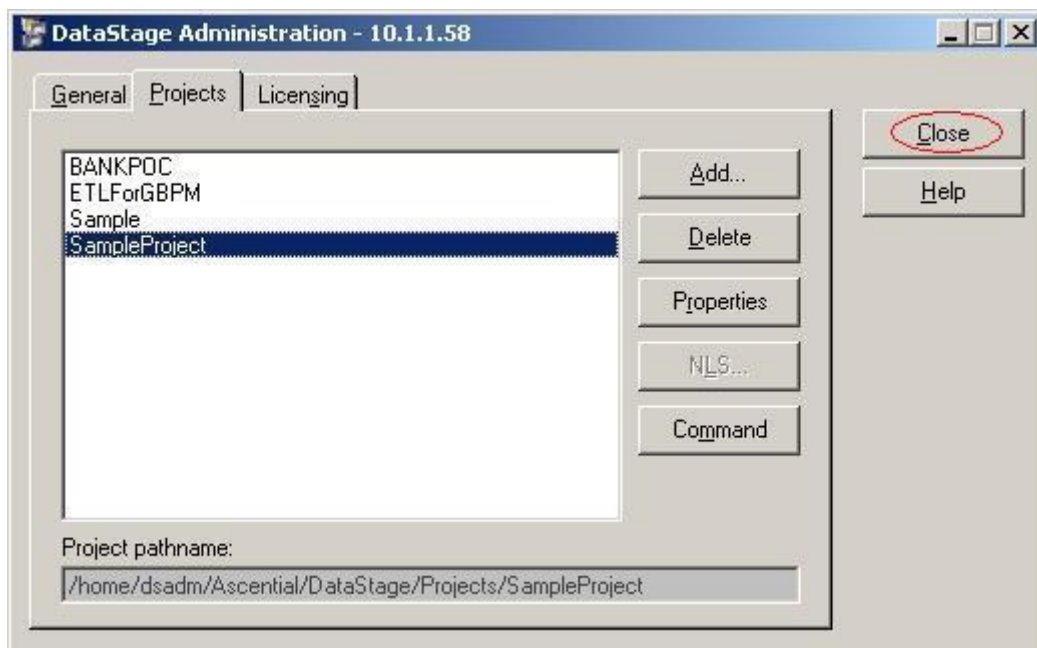 DataStage Administration - 10.1.1.58
General Projects Licensing
Close
Help
BANKPOC
ETLForGBPM
Sample
SampleProject
Add...
Delete
Properties
NLS...
Command
Project pathname:
/home/dsadm/Ascential/DataStage/Projects/SampleProject